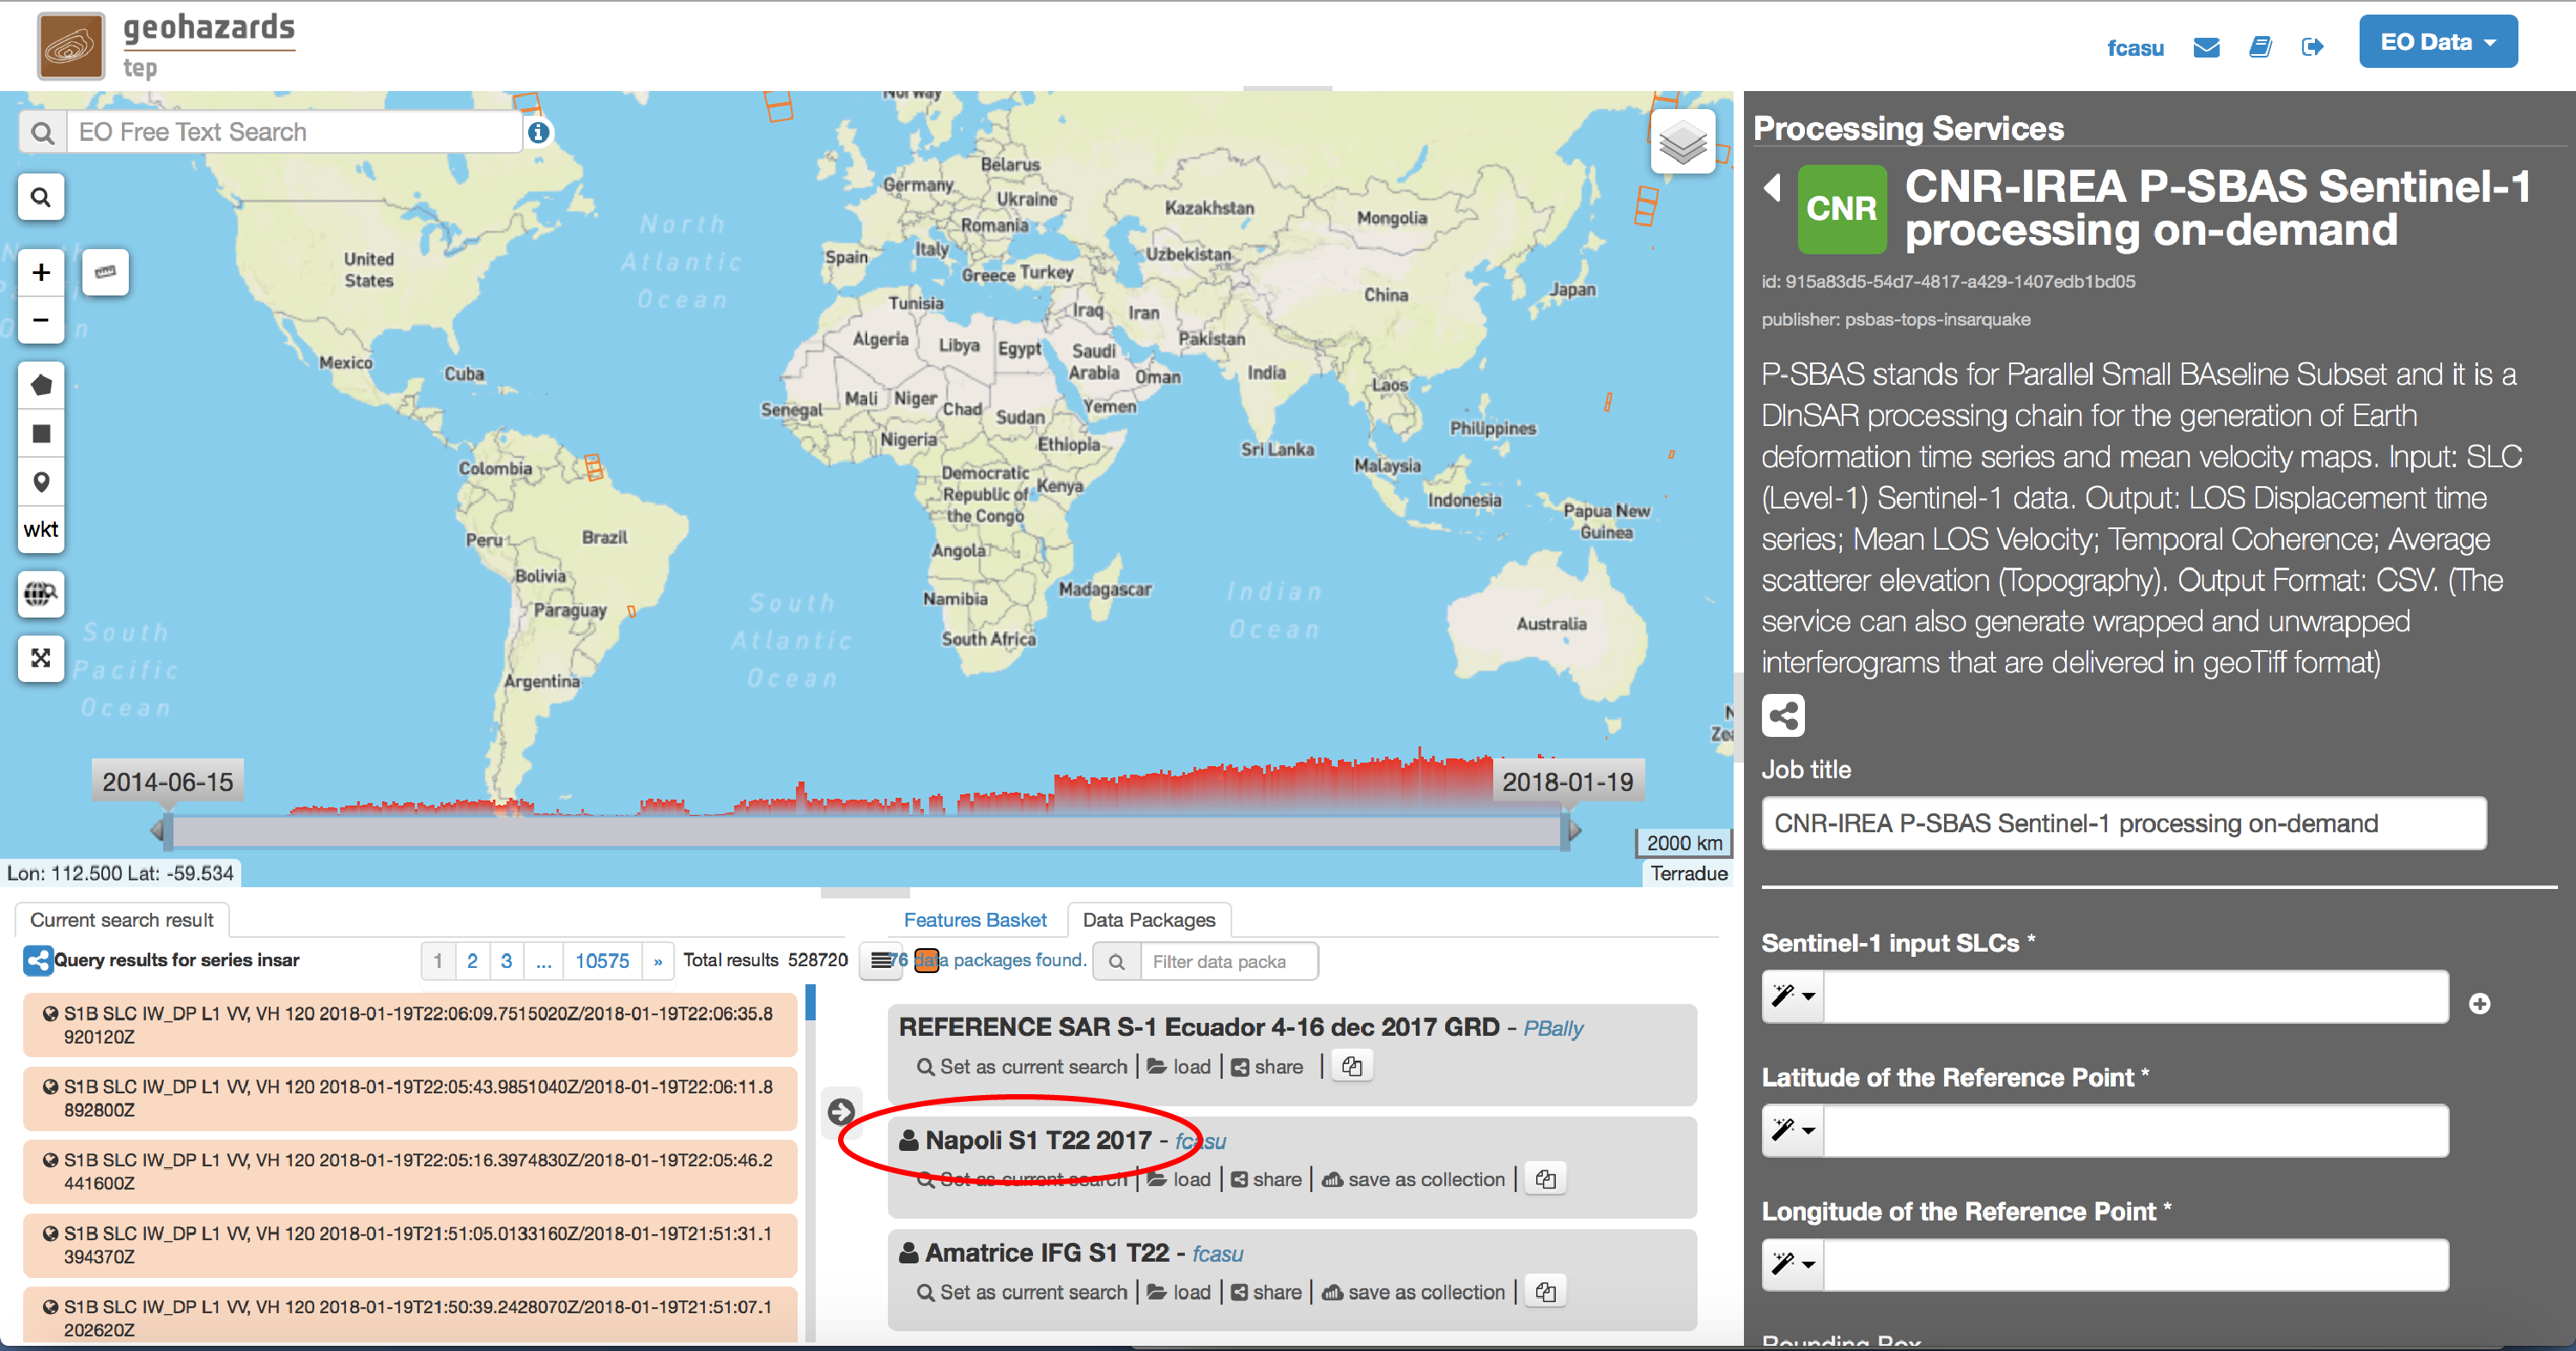 geohazards
tep
fcasu
EO Data
EO Free Text Search
Norway
Belarus
Germany
Ukraine
Kazakhstan
Mongolia
Romania
North
Atlantic
Ocean
United
States
Spain
Italy
Uzbekistan
Greece
Turkey
China
Japan
Tunisia
Iraq
Iran
Algeria
Libya
Egypt
Saudi
Arabia
Pakistan
Mexico
Cuba
Oman
India
Laos
Mali
Niger
Chad
Senegal
Sudan
Yemen
Philippines
Nigeria
Ethiopia
Sri Lanka
Colombia
Democratic
Republic of
the Congo
Kenya
Malaysia
Indonesia
wkt
Papua New
Guinea
Peru
Brazil
Angola
Bolivia
Madagascar
Namibia
Indian
Ocean
Paraguay
South
Atlantic
Ocean
South Africa
Australia
South
Pacific
Ocean
Argentina
2014-06-15
2018-01-19
2000 km
Lon: 112.500 Lat: -59.534
Terradue
Current search result
Query results for series insar
1 2 3 ... 10575 »
Total results 528720
S1B SLC IW_DP L1 VV, VH 120 2018-01-19T22:06:09.7515020Z/2018-01-19T22:06:35.8
920120Z
S1B SLC IW_DP L1 VV, VH 120 2018-01-19T22:05:43.9851040Z/2018-01-19T22:06:11.8
892800Z
S1B SLC IW_DP L1 VV, VH 120 2018-01-19T22:05:16.3974830Z/2018-01-19T22:05:46.2
441600Z
S1B SLC IW_DP L1 VV, VH 120 2018-01-19T21:51:05.0133160Z/2018-01-19T21:51:31.1
394370Z
S1B SLC IW_DP L1 VV, VH 120 2018-01-19T21:50:39.2428070Z/2018-01-19T21:51:07.1
202620Z
Features Basket
Data Packages
76 data packages found.
Filter data packa
REFERENCE SAR S-1 Ecuador 4-16 dec 2017 GRD - PBally
Set as current search | load | share |
Napoli S1 T22 2017 - fcasu
Set as current search | load | share | save as collection |
Amatrice IFG S1 T22 - fcasu
Set as current search | load | share | save as collection |
Processing Services
CNR
CNR-IREA P-SBAS Sentinel-1
processing on-demand
id: 915a83d5-54d7-4817-a429-1407edb1bd05
publisher: psbas-tops-insarquake
P-SBAS stands for Parallel Small BAseline Subset and it is a
DInSAR processing chain for the generation of Earth
deformation time series and mean velocity maps. Input: SLC
(Level-1) Sentinel-1 data. Output: LOS Displacement time
series; Mean LOS Velocity; Temporal Coherence; Average
scatterer elevation (Topography). Output Format: CSV. (The
service can also generate wrapped and unwrapped
interferograms that are delivered in geoTiff format)
Job title
CNR-IREA P-SBAS Sentinel-1 processing on-demand
Sentinel-1 input SLCs *
Latitude of the Reference Point *
Longitude of the Reference Point *
Bounding Box